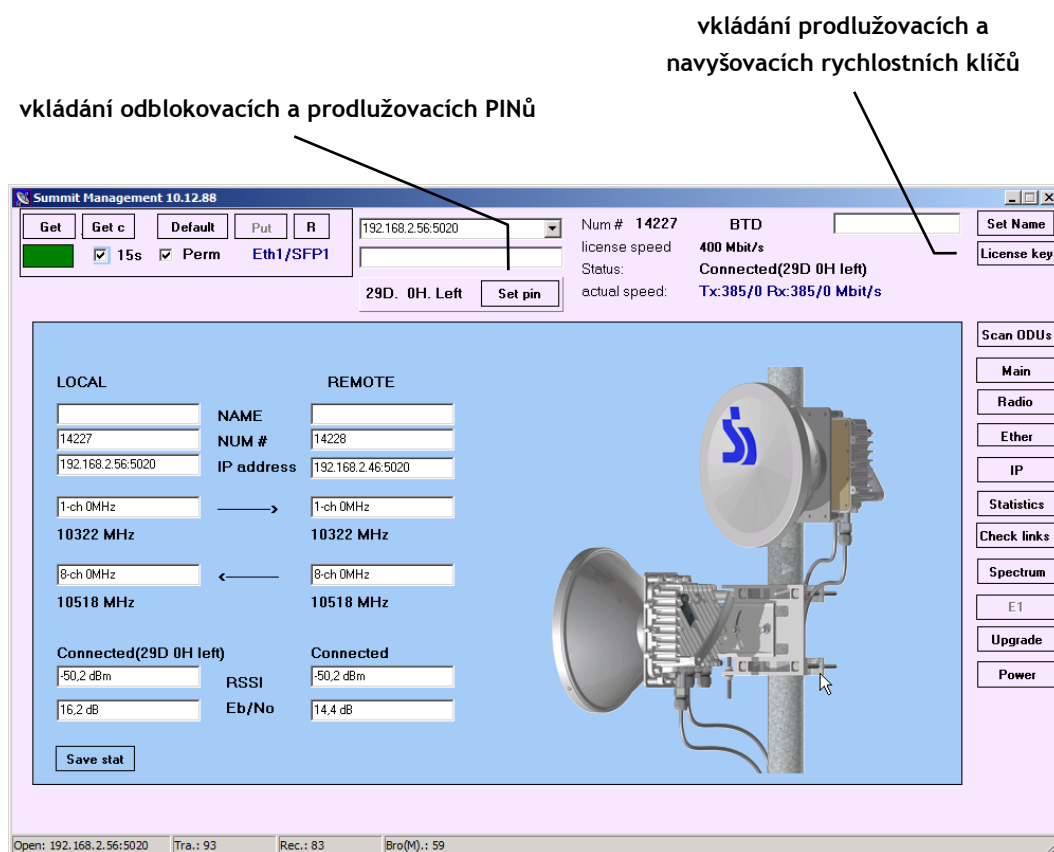 vkládání prodlužovacích a
navyšovacích rychlostních klíčů
vkládání odblokovacích a prodlužovacích PINů
Summit Management 10.12.88
Get Get c Default Put R
15s Perm Eth1/SFP1
192.168.2.56:5020
29D. 0H. Left Set pin
Num # 14227 BTD
license speed 400 Mbit/s
Status: Connected(29D 0H left)
actual speed: Tx:385/0 Rx:385/0 Mbit/s
Set Name
License key
Scan ODUs
Main
Radio
Ether
IP
Statistics
Check links
Spectrum
E1
Upgrade
Power
LOCAL REMOTE
NAME
14227 NUM # 14228
192.168.2.56:5020 IP address 192.168.2.46:5020
1-ch 0MHz 1-ch 0MHz
10322 MHz 10322 MHz
8-ch 0MHz 8-ch 0MHz
10518 MHz 10518 MHz
Connected(29D 0H left) Connected
-50,2 dBm RSSI -50,2 dBm
16,2 dB Eb/No 14,4 dB
Save stat
Open: 192.168.2.56:5020 Tra.: 93 Rec.: 83 Bro(M).: 59